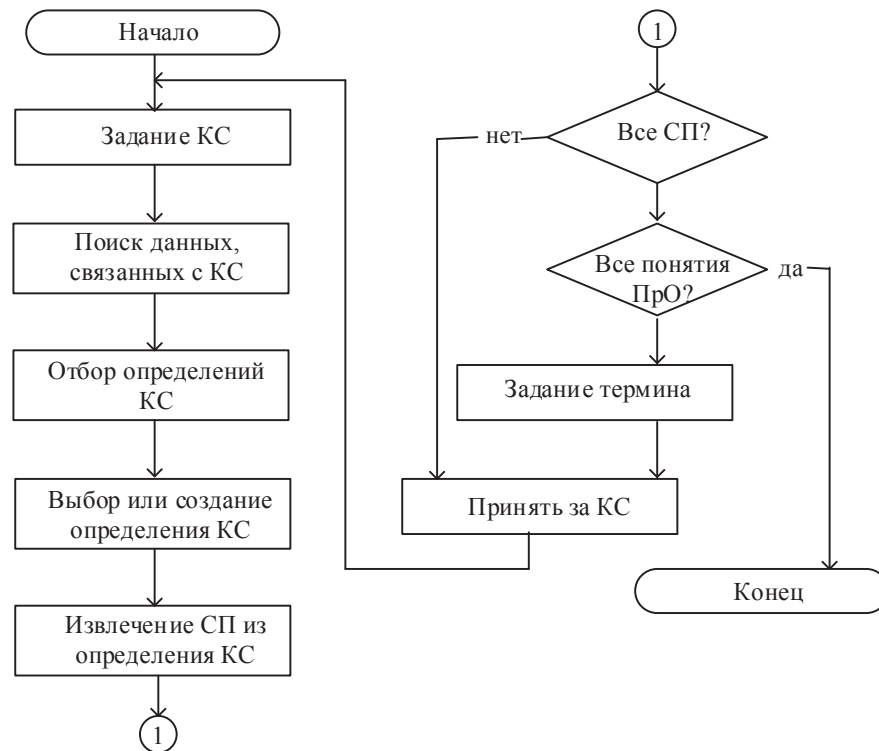 Начало
Задание КС
Поиск данных,
связанных с КС
Отбор определений
КС
Выбор или создание
определения КС
Извлечение СП из
определения КС
1
1
Все СП?
нет
Все понятия
ПрО?
да
Задание термина
Принять за КС
Конец